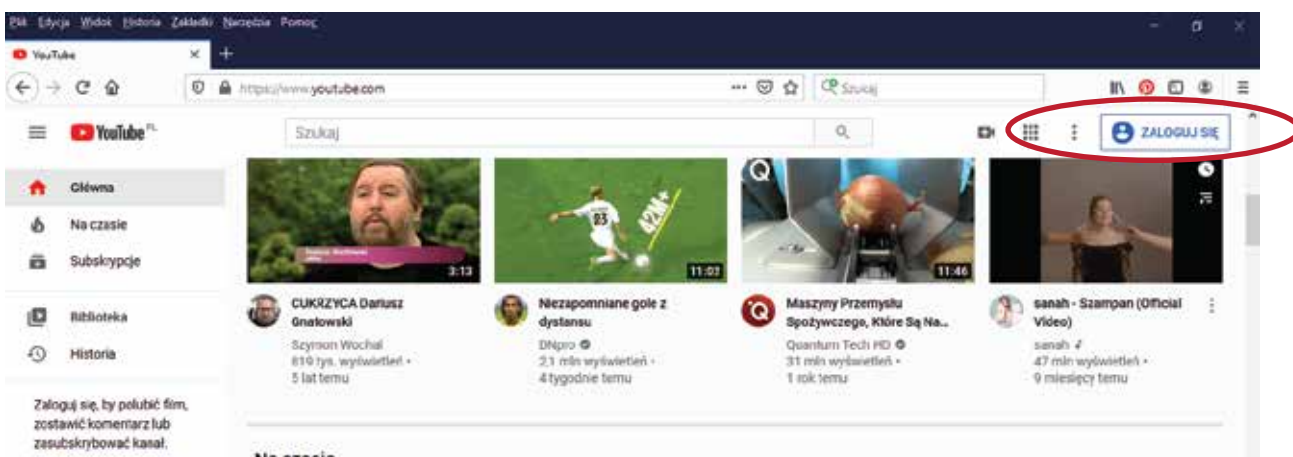 Plik Edycja Widok Historia Zakładki Narzędzia Pomoc
YouTube
https://www.youtube.com
Szukaj
YouTube PL
Szukaj
ZALOGUJ SIĘ
Główna
Na czasie
Subskrypcje
Biblioteka
Historia
Zaloguj się, by polubić film,
zostawić komentarz lub
zasubskrybować kanał.
3:13
CUKRZYCA Dariusz
Gnatowski
Szymon Wochal
619 tys. wyświetleń •
5 lat temu
23
42M+
11:02
Niezapomniane gole z
dystansu
DNpro
2,1 mln wyświetleń •
4 tygodnie temu
Q
11:46
Q
Maszyny Przemysłu
Spożywczego, Które Są Na...
Quantum Tech HD
31 mln wyświetleń •
1 rok temu
sanah - Szampan (Official
Video)
sanah
47 mln wyświetleń •
9 miesięcy temu
Na czasie